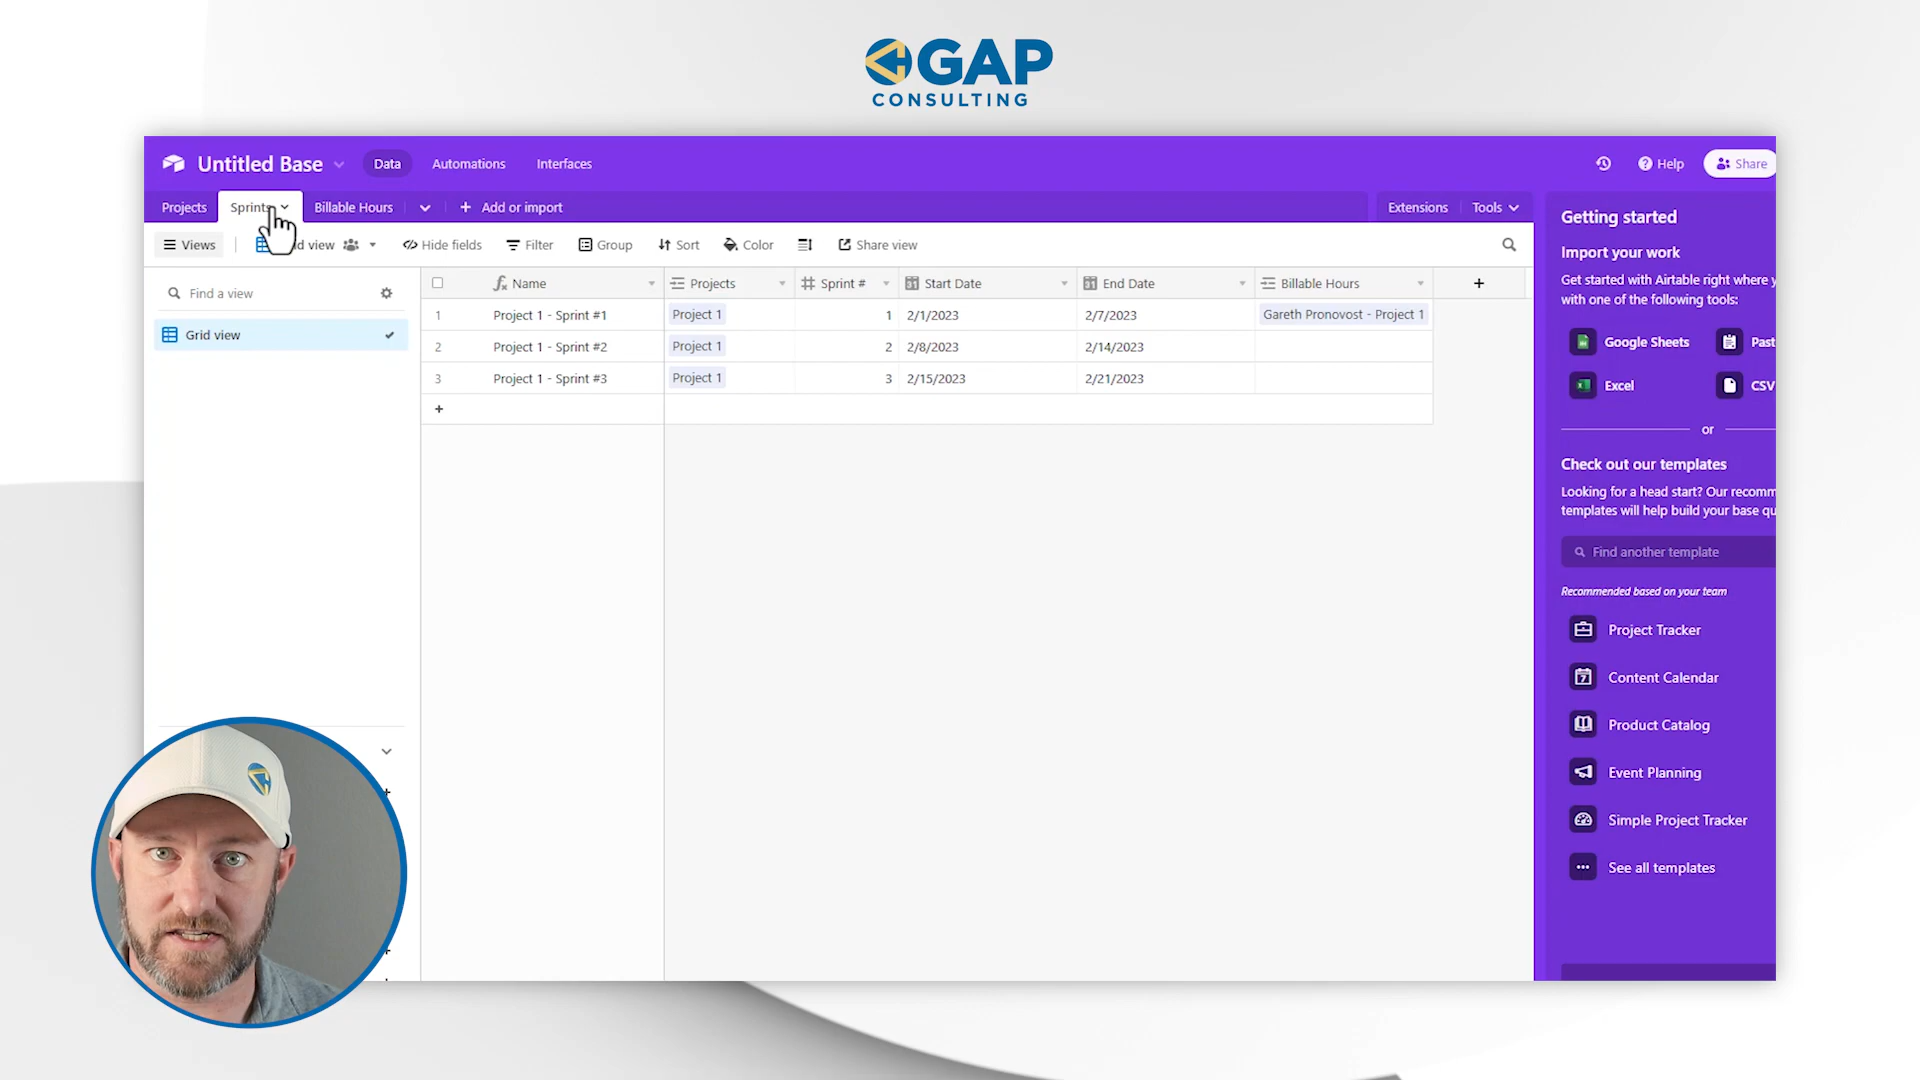 GAP
CONSULTING
Untitled Base
Data
Automations
Interfaces
Help
Share
Projects
Sprints
Billable Hours
+ Add or import
Extensions
Tools
Views
view
Hide fields
Filter
Group
Sort
Color
Share view
Find a view
Grid view
Name
Projects
Sprint #
Start Date
End Date
Billable Hours
+
1 Project 1 - Sprint #1 Project 1 1 2/1/2023 2/7/2023 Gareth Pronovost - Project 1
2 Project 1 - Sprint #2 Project 1 2 2/8/2023 2/14/2023
3 Project 1 - Sprint #3 Project 1 3 2/15/2023 2/21/2023
+
Getting started
Import your work
Get started with Airtable right where
with one of the following tools:
Google Sheets
Past
Excel
CSV
or
Check out our templates
Looking for a head start? Our recomm
templates will help build your base qu
Find another template
Recommended based on your team
Project Tracker
Content Calendar
Product Catalog
Event Planning
Simple Project Tracker
See all templates